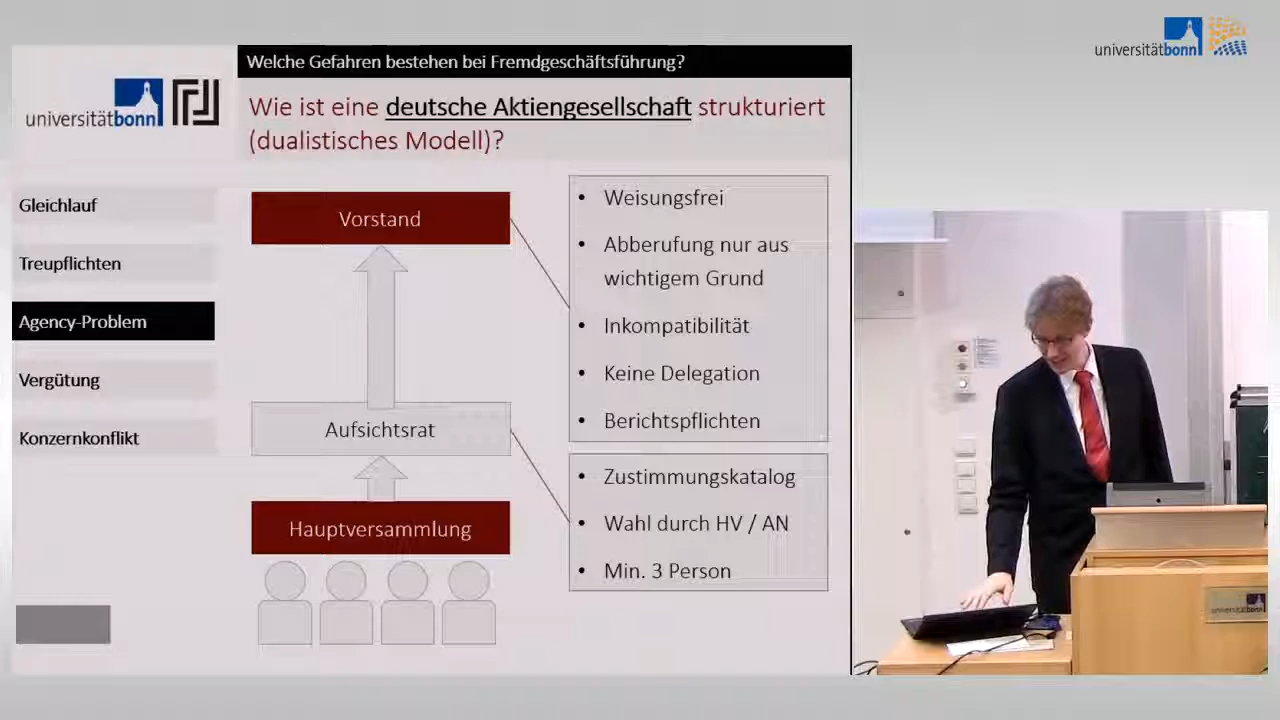 universitätbonn
Welche Gefahren bestehen bei Fremdgeschäftsführung?
universitätbonn
Wie ist eine deutsche Aktiengesellschaft strukturiert
(dualistisches Modell)?
Gleichlauf
Treupflichten
Agency-Problem
Vergütung
Konzernkonflikt
Vorstand
Aufsichtsrat
Hauptversammlung
• Weisungsfrei
• Abberufung nur aus
wichtigem Grund
• Inkompatibilität
• Keine Delegation
• Berichtspflichten
• Zustimmungskatalog
• Wahl durch HV / AN
• Min. 3 Person
universitätbonn